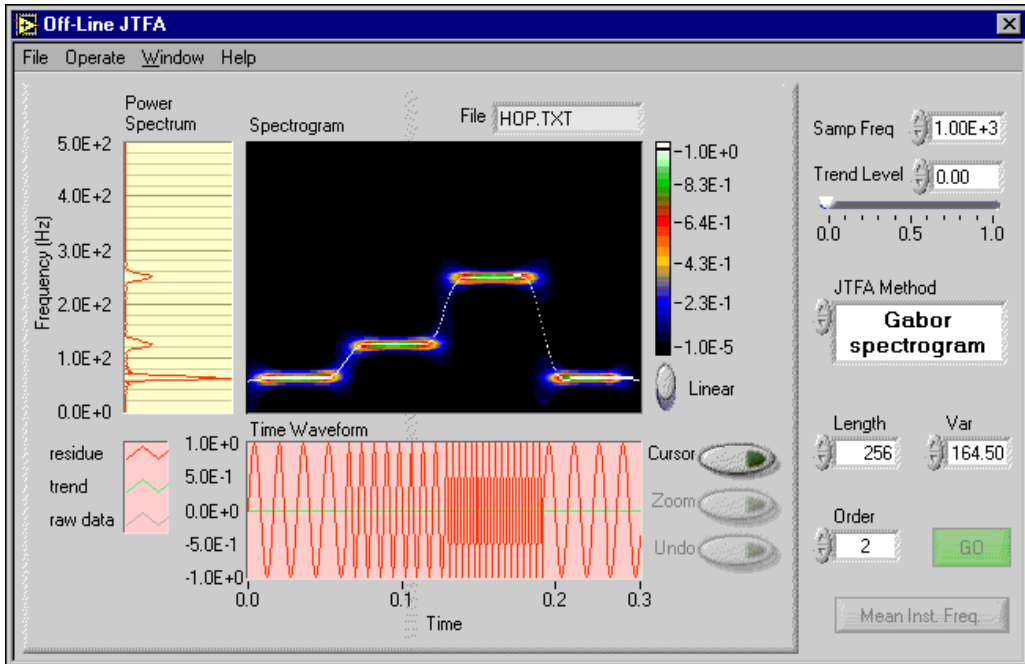 Off-Line JTFA
File Operate Window Help
Power
Spectrum
Spectrogram
File HOP.TXT
Frequency (Hz)
5.0E+2
4.0E+2
3.0E+2
2.0E+2
1.0E+2
0.0E+0
1.0E+0
8.3E-1
6.4E-1
4.3E-1
2.3E-1
1.0E-5
Linear
Samp Freq 1.00E+3
Trend Level 0.00
0.0 0.5 1.0
JTFA Method
Gabor
spectrogram
Time Waveform
residue
trend
raw data
1.0E+0
5.0E-1
0.0E+0
-5.0E-1
-1.0E+0
0.0 0.1 0.2 0.3
Time
Cursor
Zoom
Undo
Length Var
256 164.50
Order
2 GO
Mean Inst. Freq.